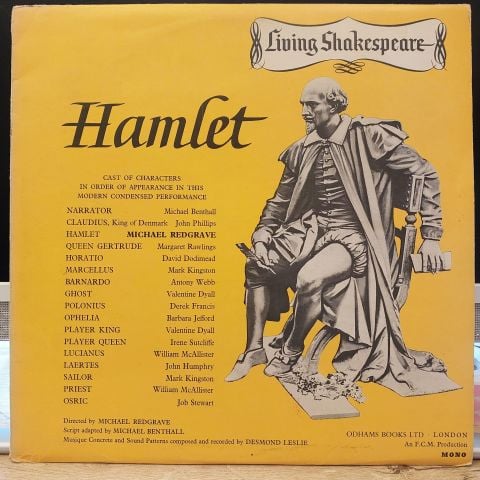 Living Shakespeare
Hamlet
CAST OF CHARACTERS
IN ORDER OF APPEARANCE IN THIS
MODERN CONDENSED PERFORMANCE
NARRATOR Michael Benthall
CLAUDIUS, King of Denmark John Phillips
HAMLET MICHAEL REDGRAVE
QUEEN GERTRUDE Margaret Rawlings
HORATIO David Dodimead
MARCELLUS Mark Kingston
BARNARDO Antony Webb
GHOST Valentine Dyall
POLONIUS Derek Francis
OPHELIA Barbara Jefford
PLAYER KING Valentine Dyall
PLAYER QUEEN Irene Sutcliffe
LUCIANUS William McAllister
LAERTES John Humphry
SAILOR Mark Kingston
PRIEST William McAllister
OSRIC Job Stewart
Directed by MICHAEL REDGRAVE
Script adapted by MICHAEL BENTHALL
Musique Concrete and Sound Patterns composed and recorded by DESMOND LESLIE
ODHAMS BOOKS LTD · LONDON
An F.C.M. Production
MONO